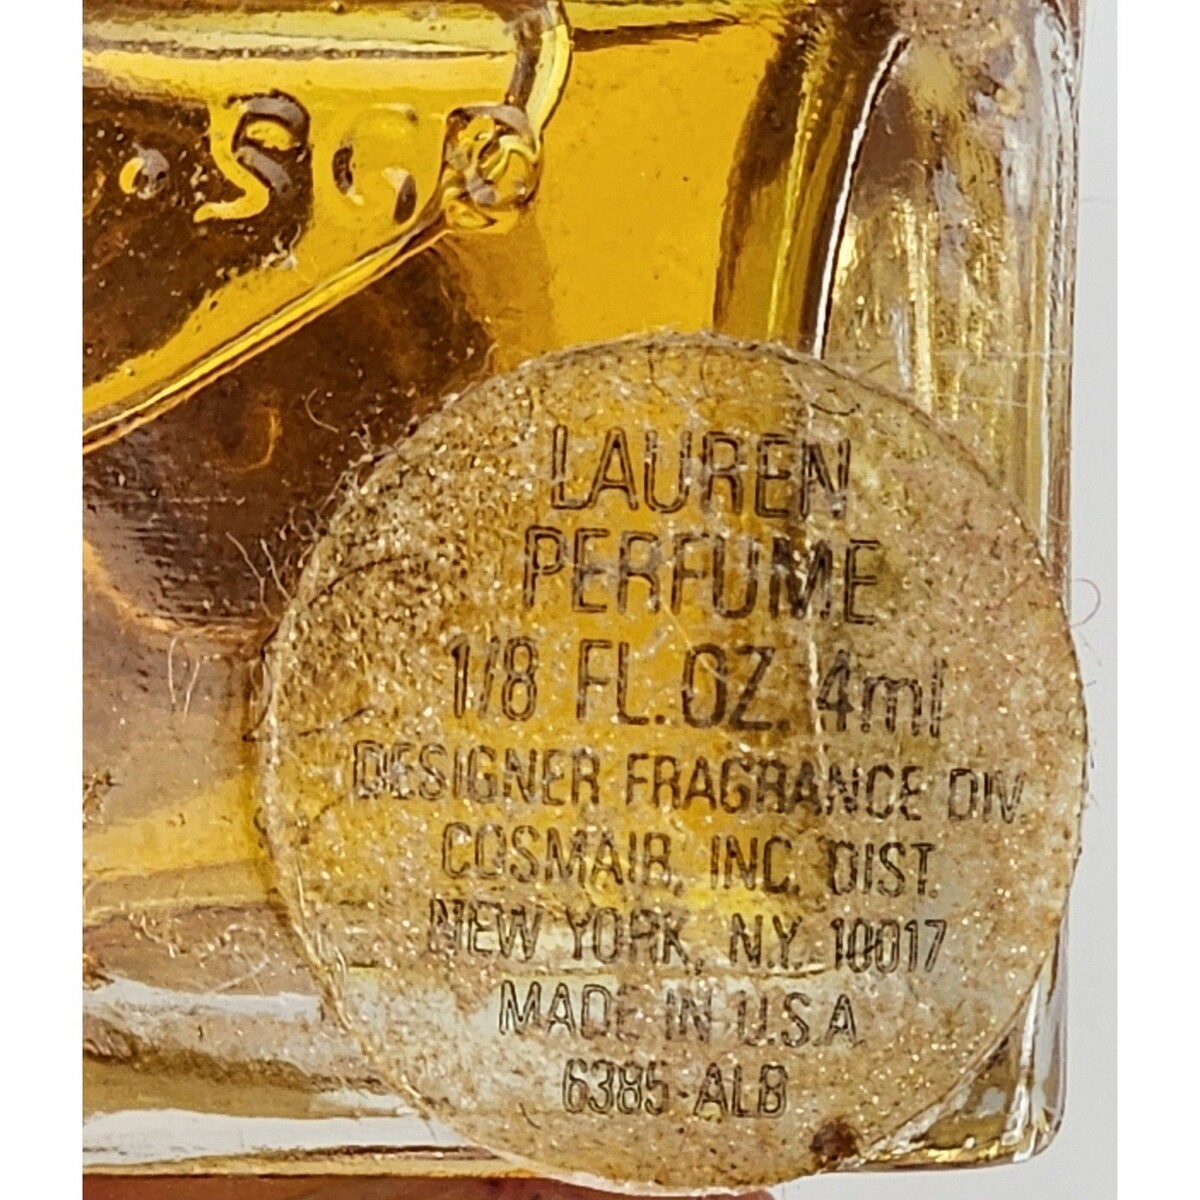 LAUREN
PERFUME
1/8 FL.OZ. 4ml
DESIGNER FRAGRANCE DIV.
COSMAIR, INC. DIST.
NEW YORK, N.Y. 10017
MADE IN U.S.A.
6385-ALB